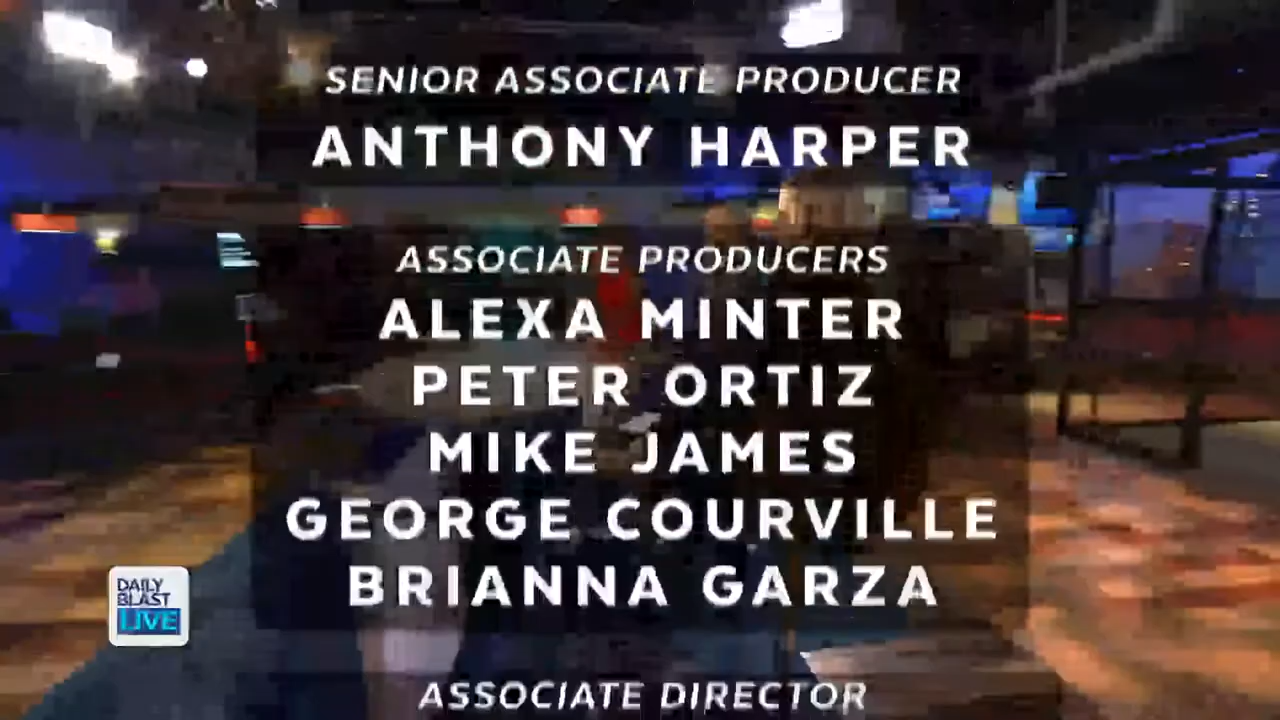 SENIOR ASSOCIATE PRODUCER
ANTHONY HARPER
ASSOCIATE PRODUCERS
ALEXA MINTER
PETER ORTIZ
MIKE JAMES
GEORGE COURVILLE
BRIANNA GARZA
DAILY
BLAST
LIVE
ASSOCIATE DIRECTOR